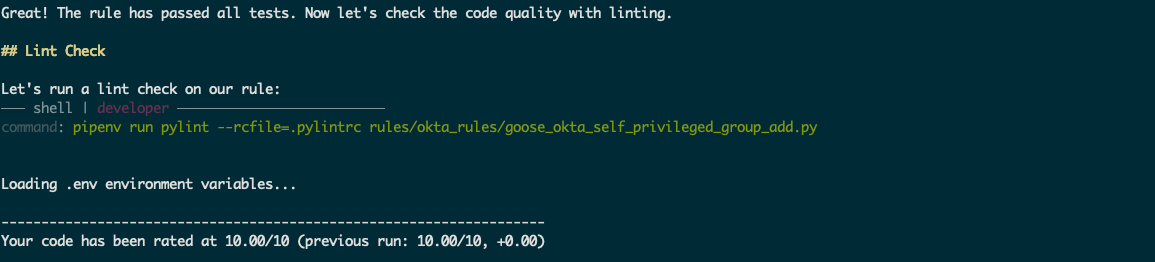 Great! The rule has passed all tests. Now let's check the code quality with linting.
## Lint Check
Let's run a lint check on our rule:
─── shell | developer ──────────────────────────
command: pipenv run pylint --rcfile=.pylintrc rules/okta_rules/goose_okta_self_privileged_group_add.py
Loading .env environment variables...
--------------------------------------------------------------------
Your code has been rated at 10.00/10 (previous run: 10.00/10, +0.00)